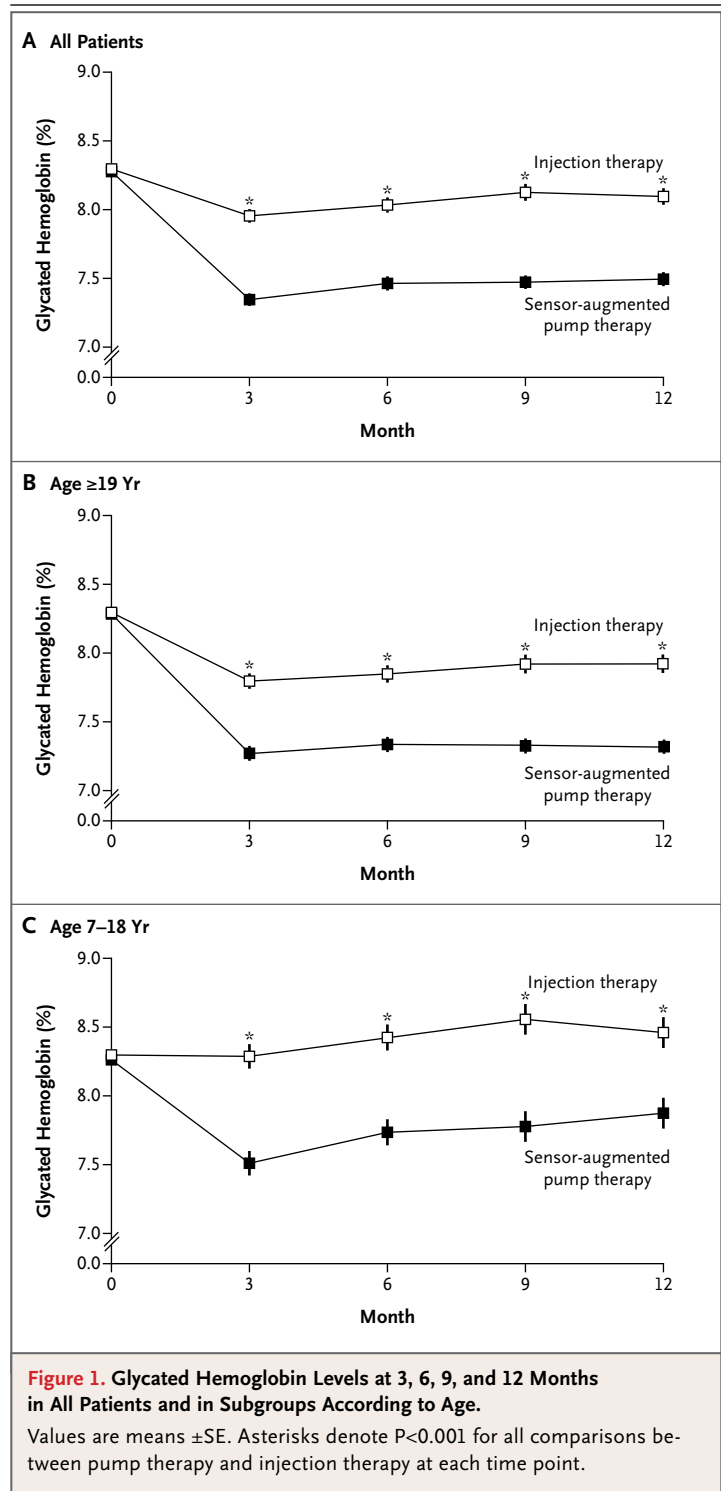 A All Patients
9.0
8.5
8.0
7.5
7.0
0.0
Glycated Hemoglobin (%)
Injection therapy
* * * *
Sensor-augmented
pump therapy
0 3 6 9 12
Month
B Age ≥19 Yr
9.0
8.5
8.0
7.5
7.0
0.0
Glycated Hemoglobin (%)
Injection therapy
* * * *
Sensor-augmented
pump therapy
0 3 6 9 12
Month
C Age 7–18 Yr
9.0
8.5
8.0
7.5
7.0
0.0
Glycated Hemoglobin (%)
Injection therapy
* * * *
Sensor-augmented
pump therapy
0 3 6 9 12
Month
Figure 1. Glycated Hemoglobin Levels at 3, 6, 9, and 12 Months
in All Patients and in Subgroups According to Age.
Values are means ±SE. Asterisks denote P<0.001 for all comparisons be-
tween pump therapy and injection therapy at each time point.